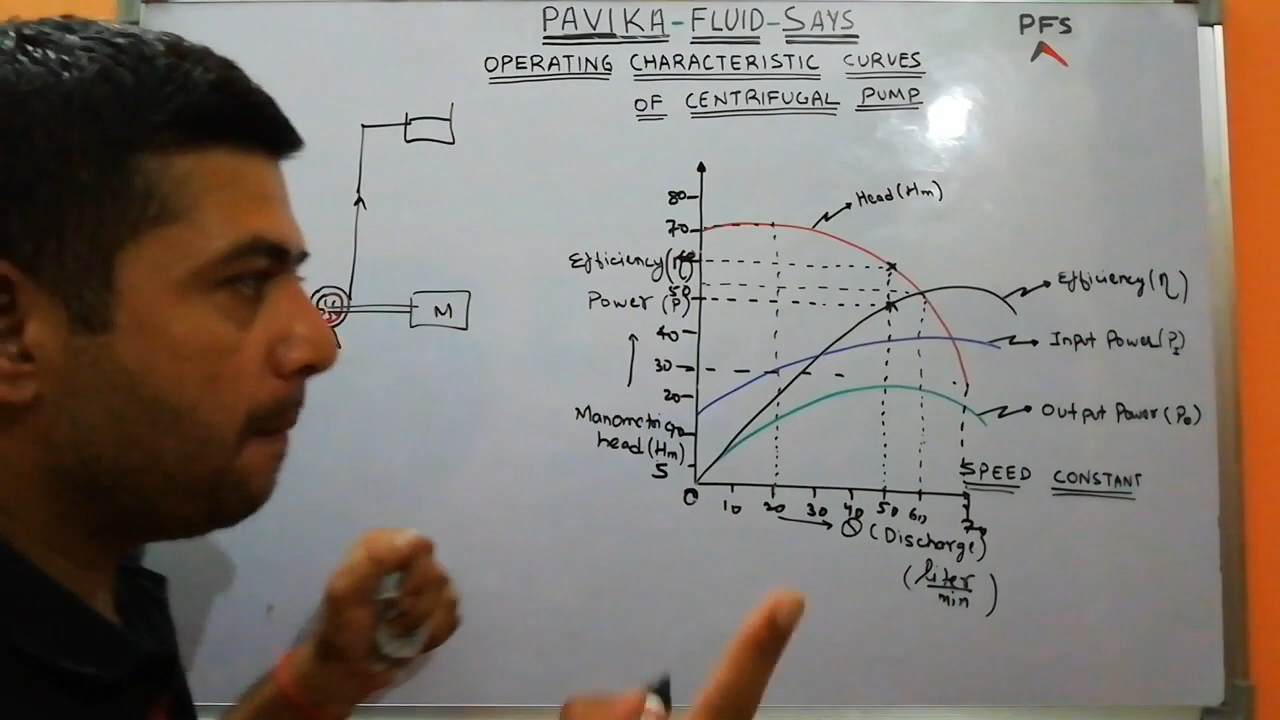 PAVIKA-FLUID-SAYS
PFS
OPERATING CHARACTERISTIC CURVES
OF CENTRIFUGAL PUMP
M
80
70
Efficiency(η)
50
Power (P)
40
30
20
Manometric
head (Hm)
5
0
10 20 30 40 50 60 70
Q (Discharge)
(liter/min)
Head(Hm)
Efficiency(η)
Input Power(PI)
Output Power(Po)
SPEED CONSTANT